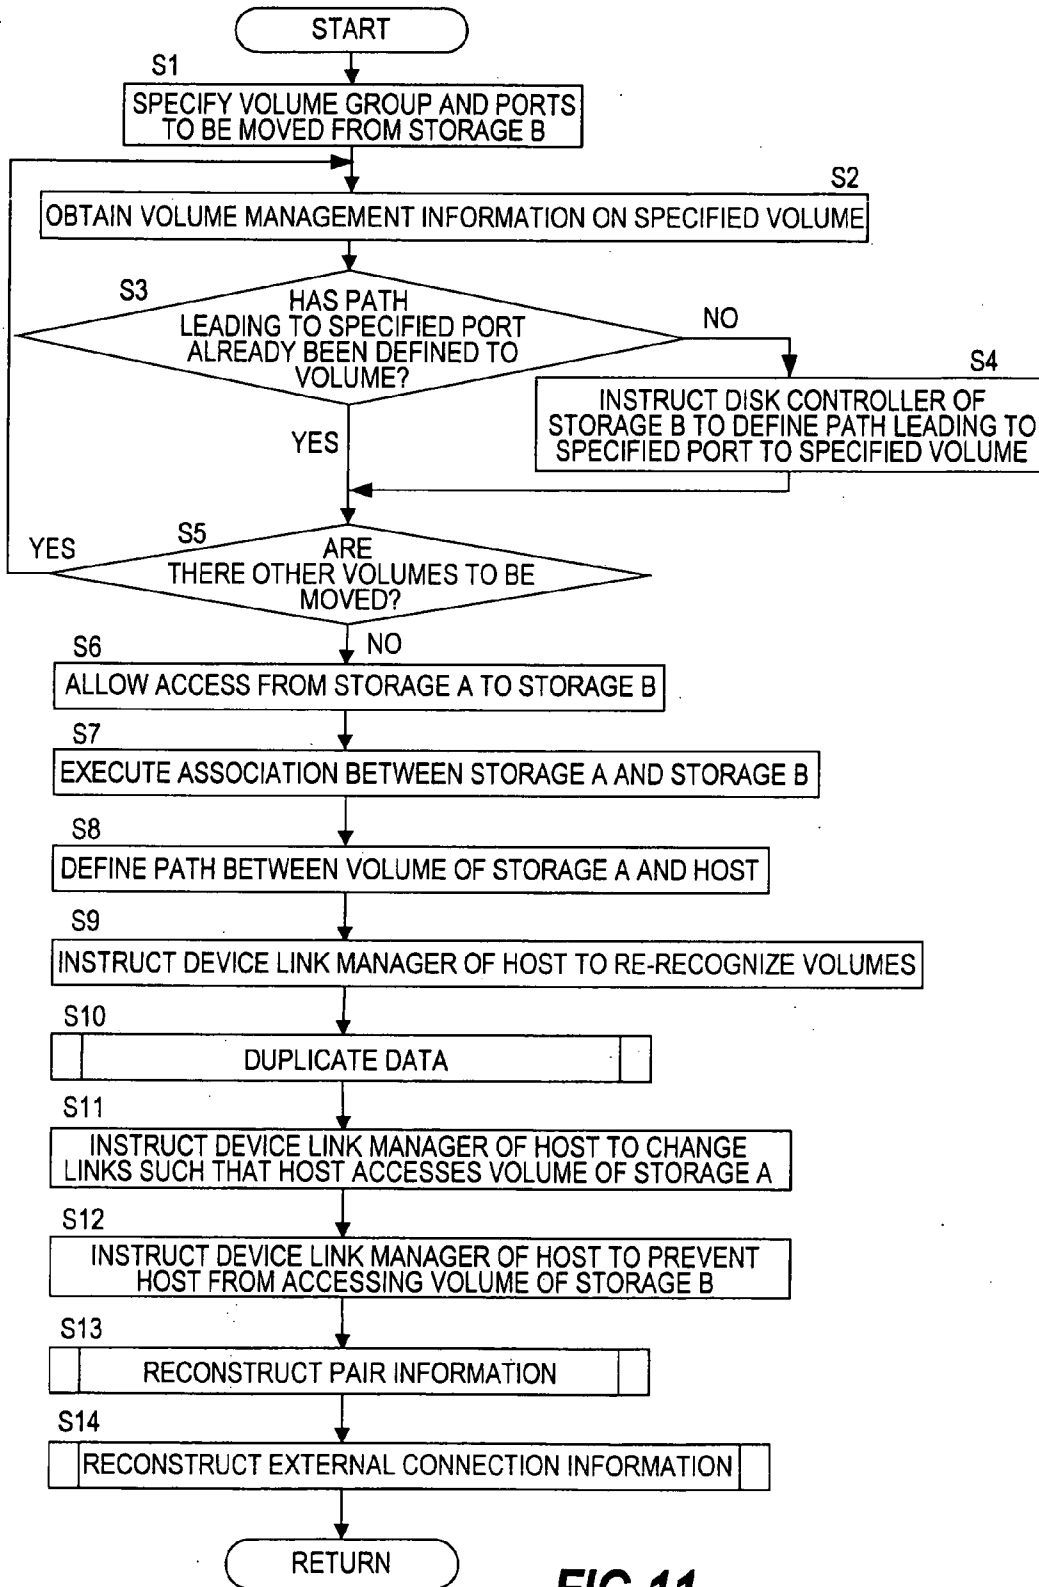 START
S1
SPECIFY VOLUME GROUP AND PORTS
TO BE MOVED FROM STORAGE B
S2
OBTAIN VOLUME MANAGEMENT INFORMATION ON SPECIFIED VOLUME
S3
HAS PATH
LEADING TO SPECIFIED PORT
ALREADY BEEN DEFINED TO
VOLUME?
NO
S4
INSTRUCT DISK CONTROLLER OF
STORAGE B TO DEFINE PATH LEADING TO
SPECIFIED PORT TO SPECIFIED VOLUME
YES
S5
YES
ARE
THERE OTHER VOLUMES TO BE
MOVED?
NO
S6
ALLOW ACCESS FROM STORAGE A TO STORAGE B
S7
EXECUTE ASSOCIATION BETWEEN STORAGE A AND STORAGE B
S8
DEFINE PATH BETWEEN VOLUME OF STORAGE A AND HOST
S9
INSTRUCT DEVICE LINK MANAGER OF HOST TO RE-RECOGNIZE VOLUMES
S10
DUPLICATE DATA
S11
INSTRUCT DEVICE LINK MANAGER OF HOST TO CHANGE
LINKS SUCH THAT HOST ACCESSES VOLUME OF STORAGE A
S12
INSTRUCT DEVICE LINK MANAGER OF HOST TO PREVENT
HOST FROM ACCESSING VOLUME OF STORAGE B
S13
RECONSTRUCT PAIR INFORMATION
S14
RECONSTRUCT EXTERNAL CONNECTION INFORMATION
RETURN
FIG. 11